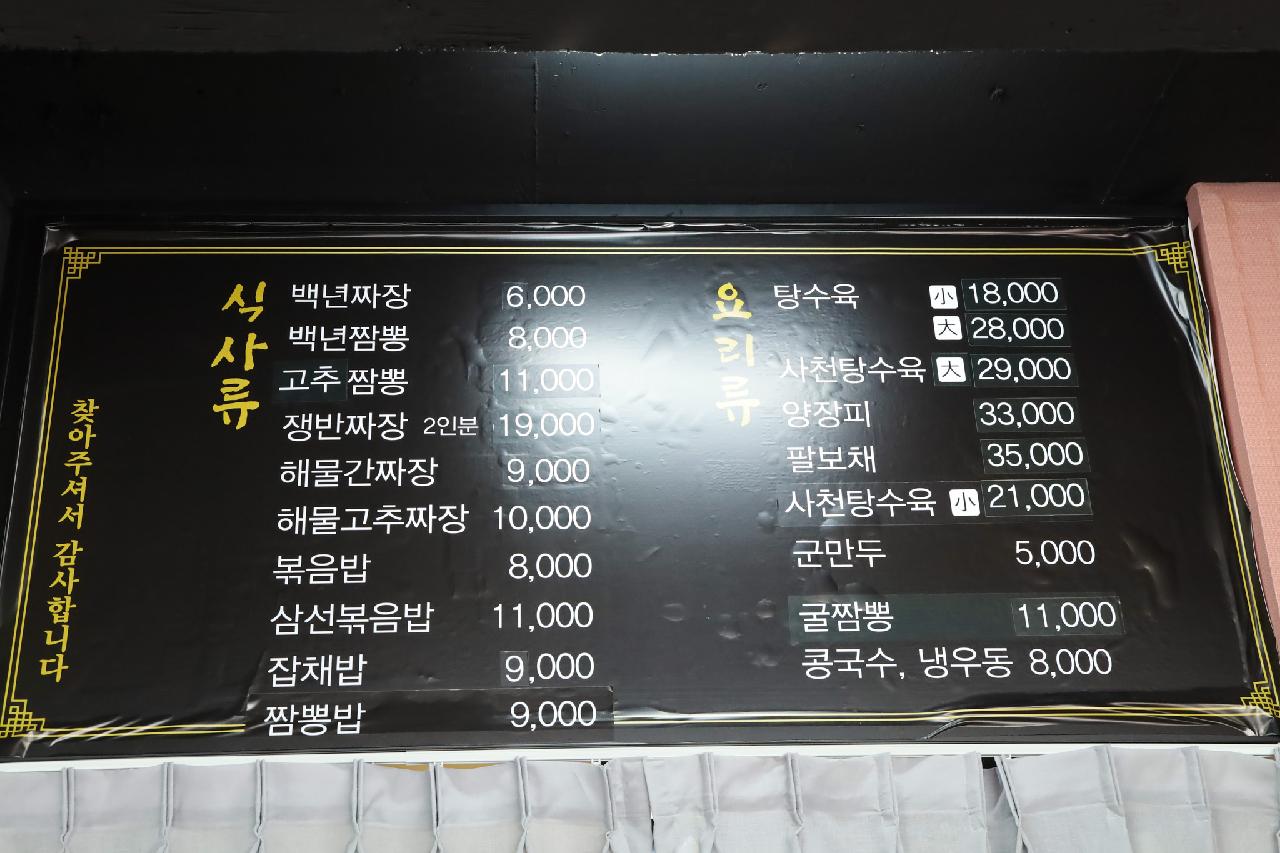 찾아주셔서 감사합니다
식사류
백년짜장 6,000
백년짬뽕 8,000
고추짬뽕 11,000
쟁반짜장 2인분 19,000
해물간짜장 9,000
해물고추짜장 10,000
볶음밥 8,000
삼선볶음밥 11,000
잡채밥 9,000
짬뽕밥 9,000
요리류
탕수육 小 18,000
大 28,000
사천탕수육 大 29,000
양장피 33,000
팔보채 35,000
사천탕수육 小 21,000
군만두 5,000
굴짬뽕 11,000
콩국수, 냉우동 8,000